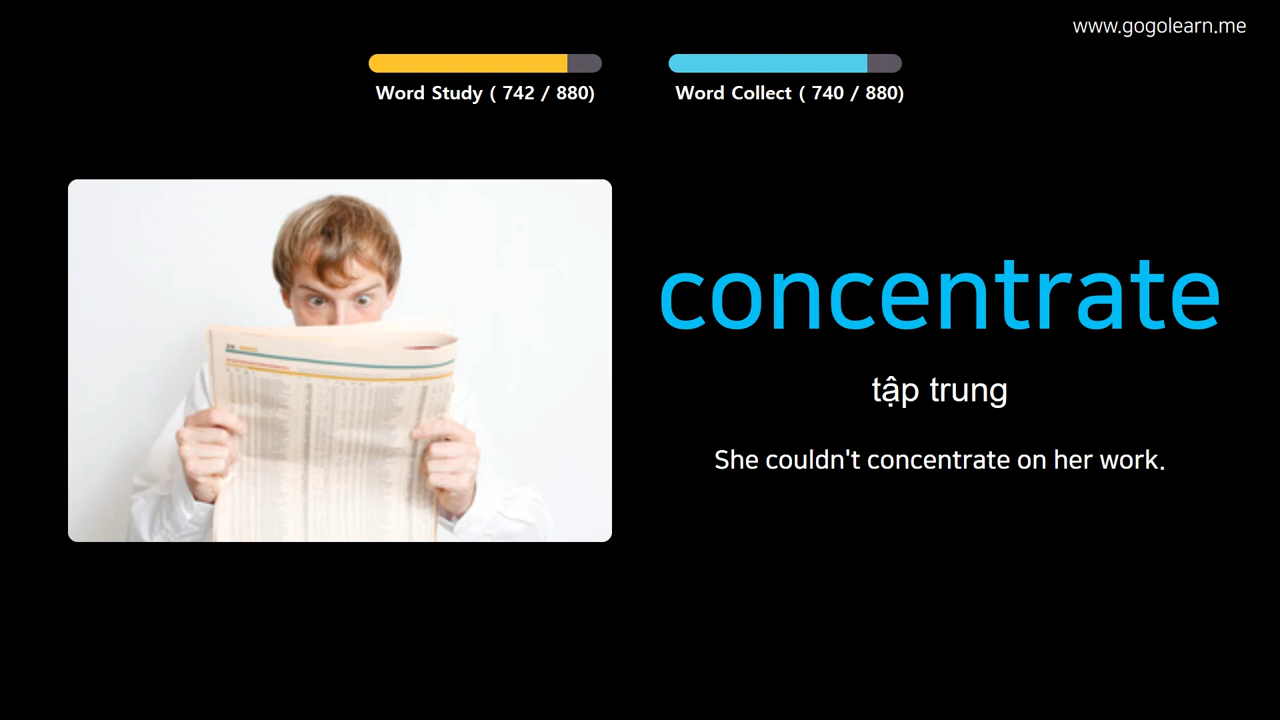 www.gogolearn.me
Word Study ( 742 / 880)
Word Collect ( 740 / 880)
concentrate
tập trung
She couldn't concentrate on her work.